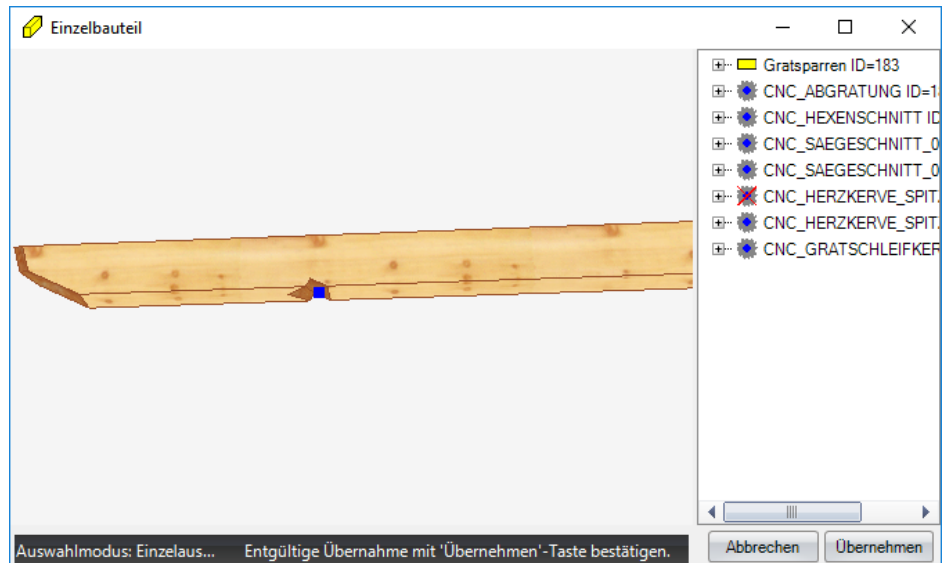 Einzelbauteil
Gratsparren ID=183
CNC_ABGRATUNG ID=1
CNC_HEXENSCHNITT ID
CNC_SAEGESCHNITT_0
CNC_SAEGESCHNITT_0
CNC_HERZKERVE_SPIT
CNC_HERZKERVE_SPIT
CNC_GRATSCHLEIFKER
Auswahlmodus: Einzelaus... Entgültige Übernahme mit 'Übernehmen'-Taste bestätigen.
Abbrechen Übernehmen